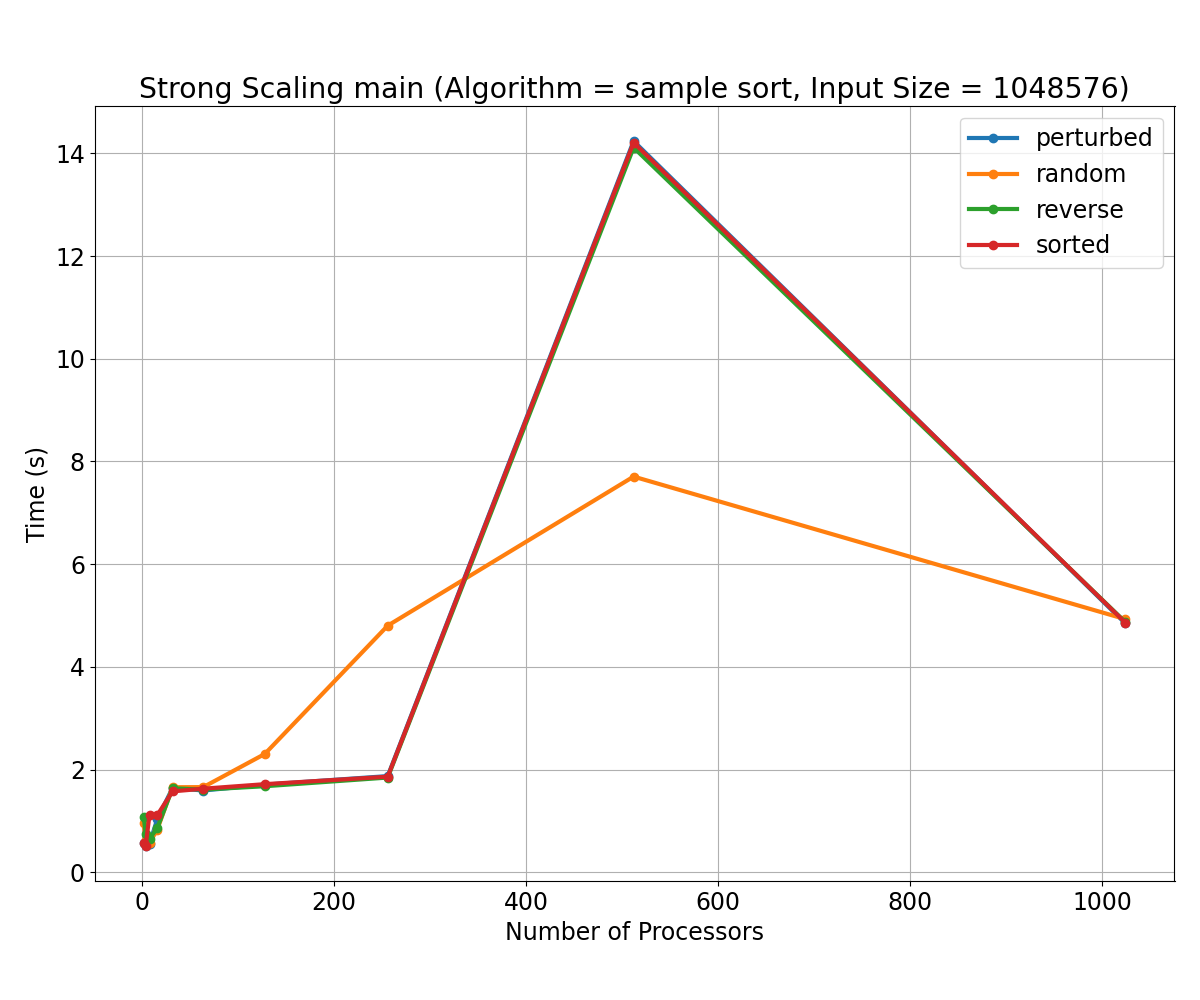 Strong Scaling main (Algorithm = sample sort, Input Size = 1048576)
perturbed
random
reverse
sorted
14
12
10
8
6
4
2
0
Time (s)
0 200 400 600 800 1000
Number of Processors